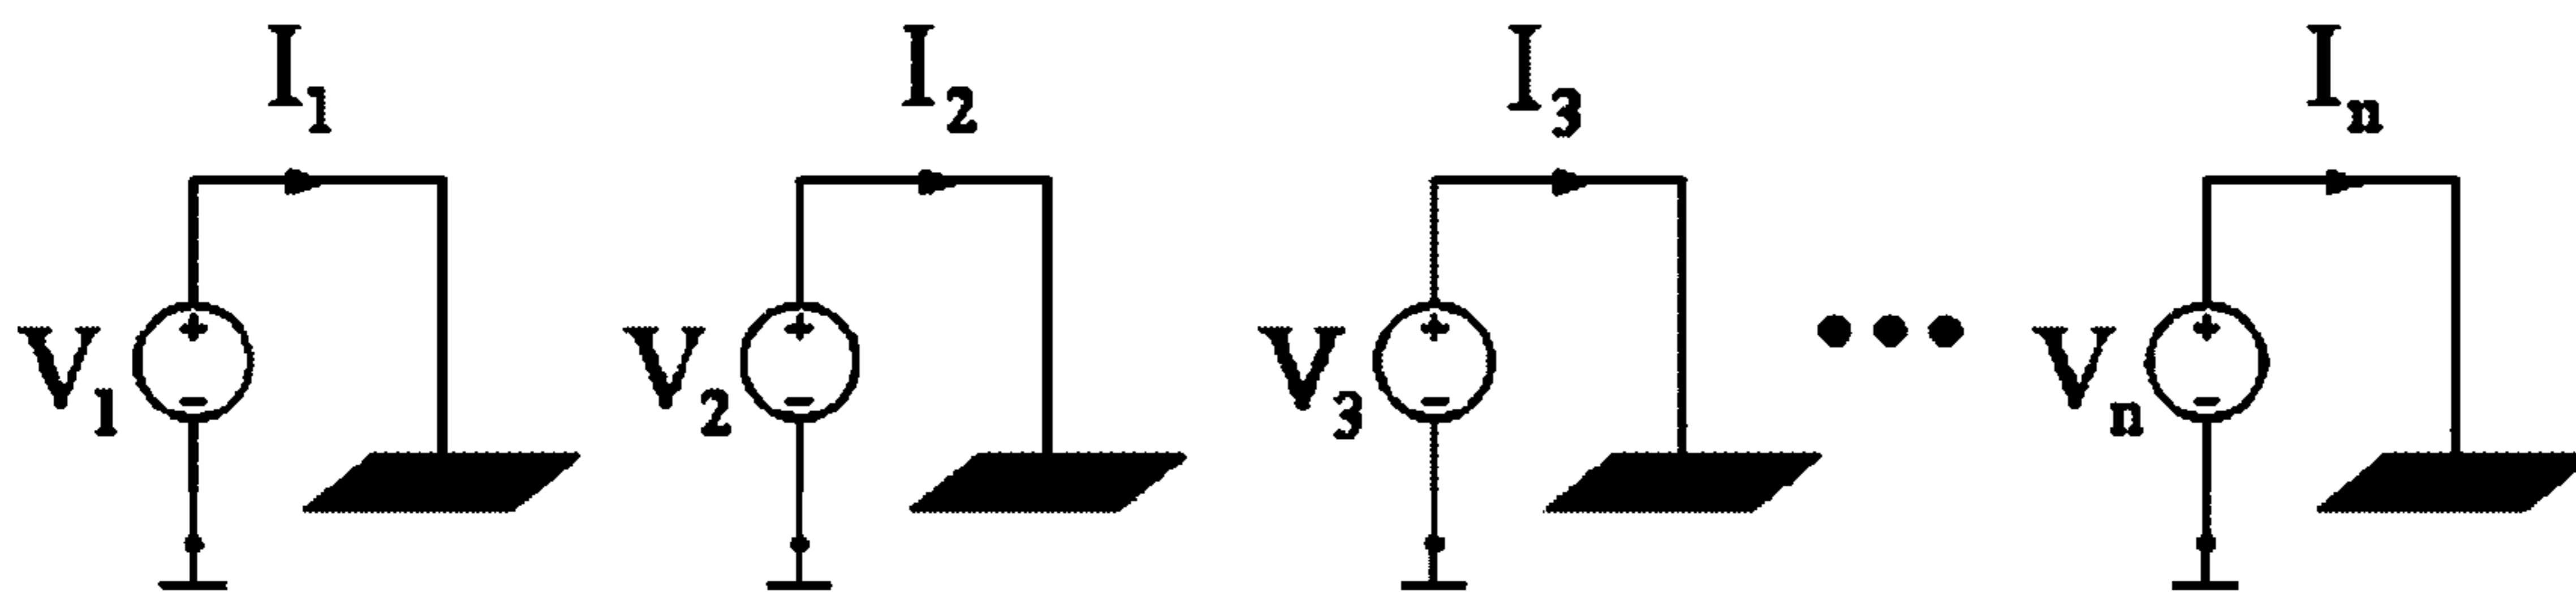 I1 I2 I3 In
V1 + - V2 + - V3 + - Vn + -